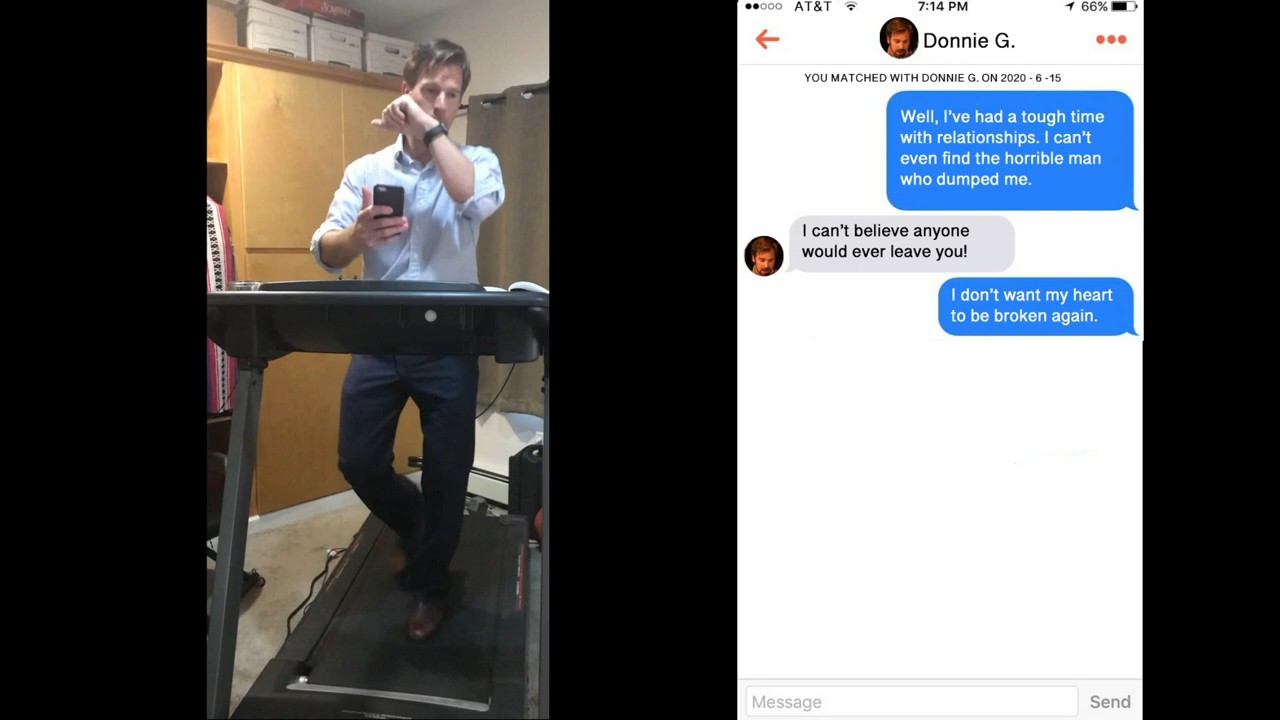 AT&T 7:14 PM 66%
Donnie G.
YOU MATCHED WITH DONNIE G. ON 2020 - 6 -15
Well, I've had a tough time
with relationships. I can't
even find the horrible man
who dumped me.
I can't believe anyone
would ever leave you!
I don't want my heart
to be broken again.
Message Send